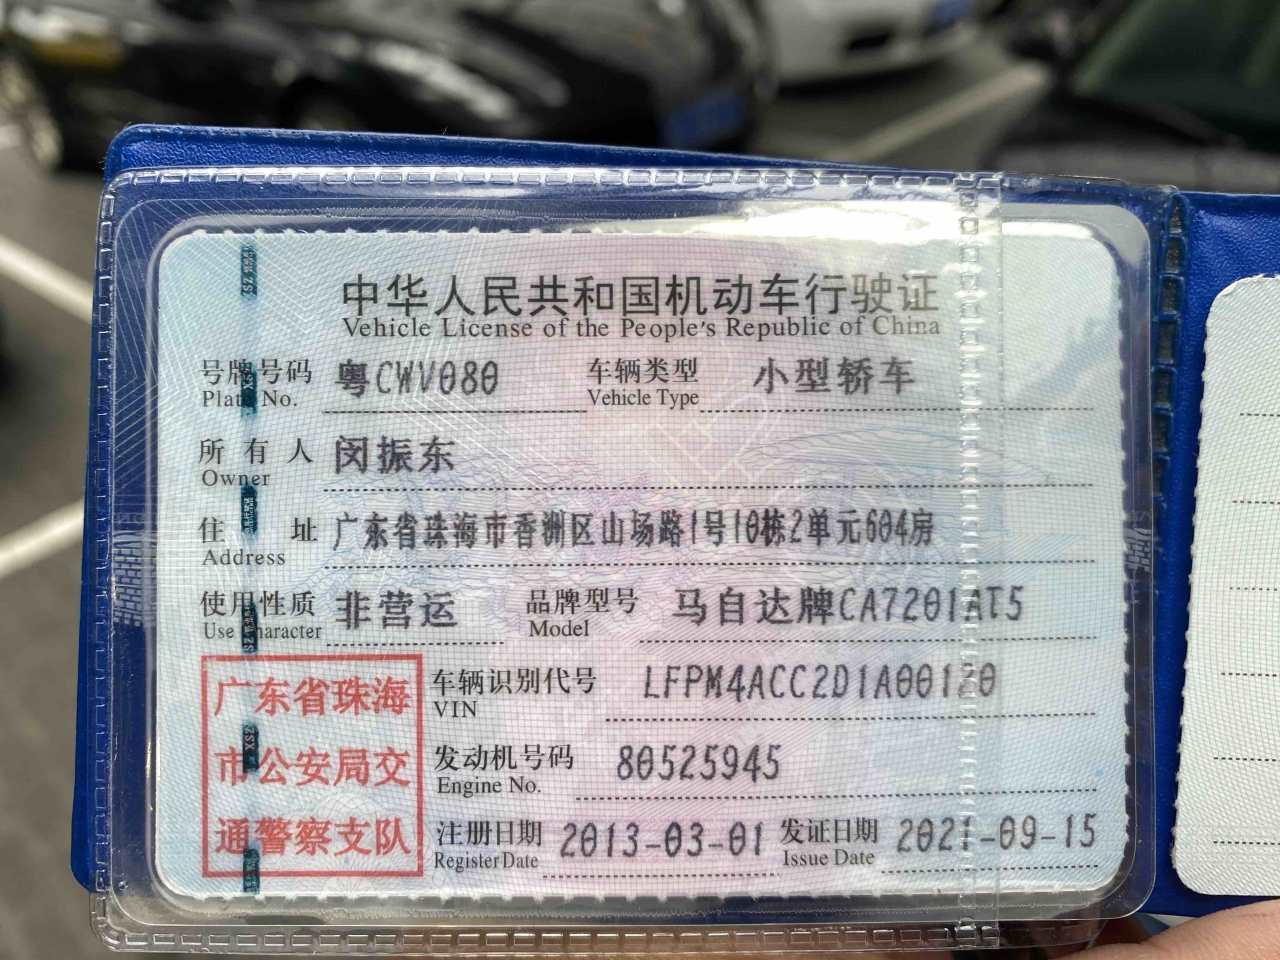 中华人民共和国机动车行驶证
Vehicle License of the People's Republic of China
号牌号码 粤CWV080 车辆类型 小型轿车
Plate No. Vehicle Type
所有人 闵振东
Owner
住址 广东省珠海市香洲区山场路1号10栋2单元604房
Address
使用性质 非营运 品牌型号 马自达牌CA7201AT5
Use Character Model
车辆识别代号 LFPM4ACC2D1A00120
VIN
发动机号码 80525945
Engine No.
注册日期 2013-03-01 发证日期 2021-09-15
Register Date Issue Date
广东省珠海
市公安局交
通警察支队